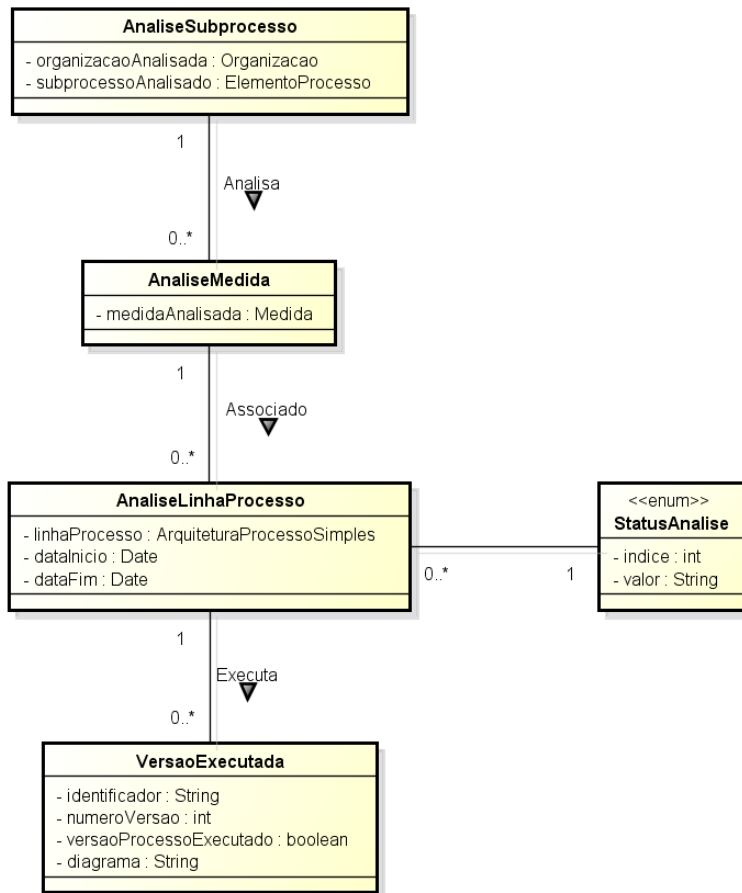 AnaliseSubprocesso
- organizacaoAnalisada : Organizacao
- subprocessoAnalisado : ElementoProcesso
1
Analisa
0..*
AnaliseMedida
- medidaAnalisada : Medida
1
Associado
0..*
AnaliseLinhaProcesso
- linhaProcesso : ArquiteturaProcessoSimples
- dataInicio : Date
- dataFim : Date
<<enum>>
StatusAnalise
- indice : int
- valor : String
0..*
1
1
Executa
0..*
VersaoExecutada
- identificador : String
- numeroVersao : int
- versaoProcessoExecutado : boolean
- diagrama : String